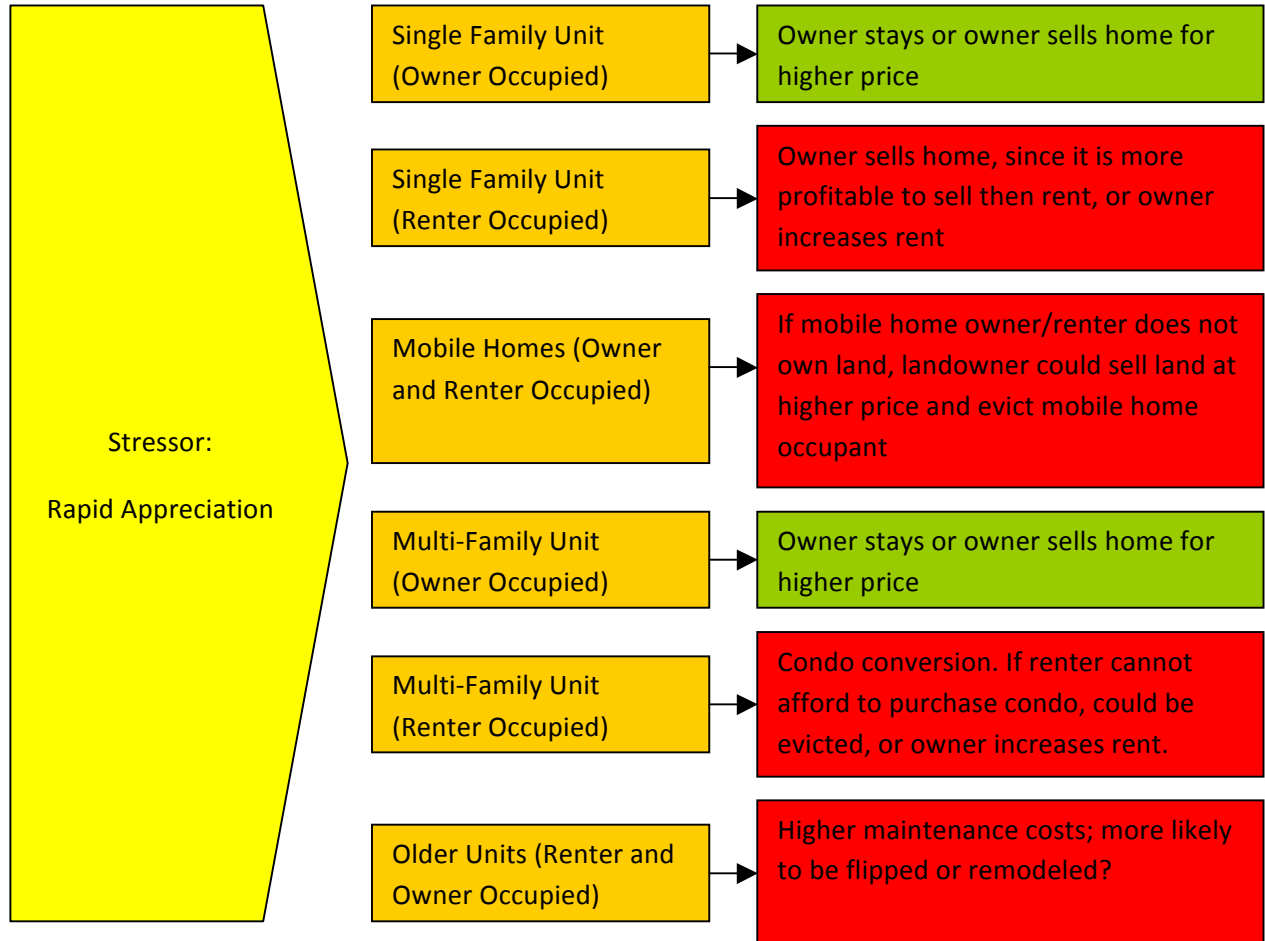 Stressor:
Rapid Appreciation
Single Family Unit
(Owner Occupied)
Owner stays or owner sells home for
higher price
Single Family Unit
(Renter Occupied)
Owner sells home, since it is more
profitable to sell then rent, or owner
increases rent
Mobile Homes (Owner
and Renter Occupied)
If mobile home owner/renter does not
own land, landowner could sell land at
higher price and evict mobile home
occupant
Multi-Family Unit
(Owner Occupied)
Owner stays or owner sells home for
higher price
Multi-Family Unit
(Renter Occupied)
Condo conversion. If renter cannot
afford to purchase condo, could be
evicted, or owner increases rent.
Older Units (Renter and
Owner Occupied)
Higher maintenance costs; more likely
to be flipped or remodeled?